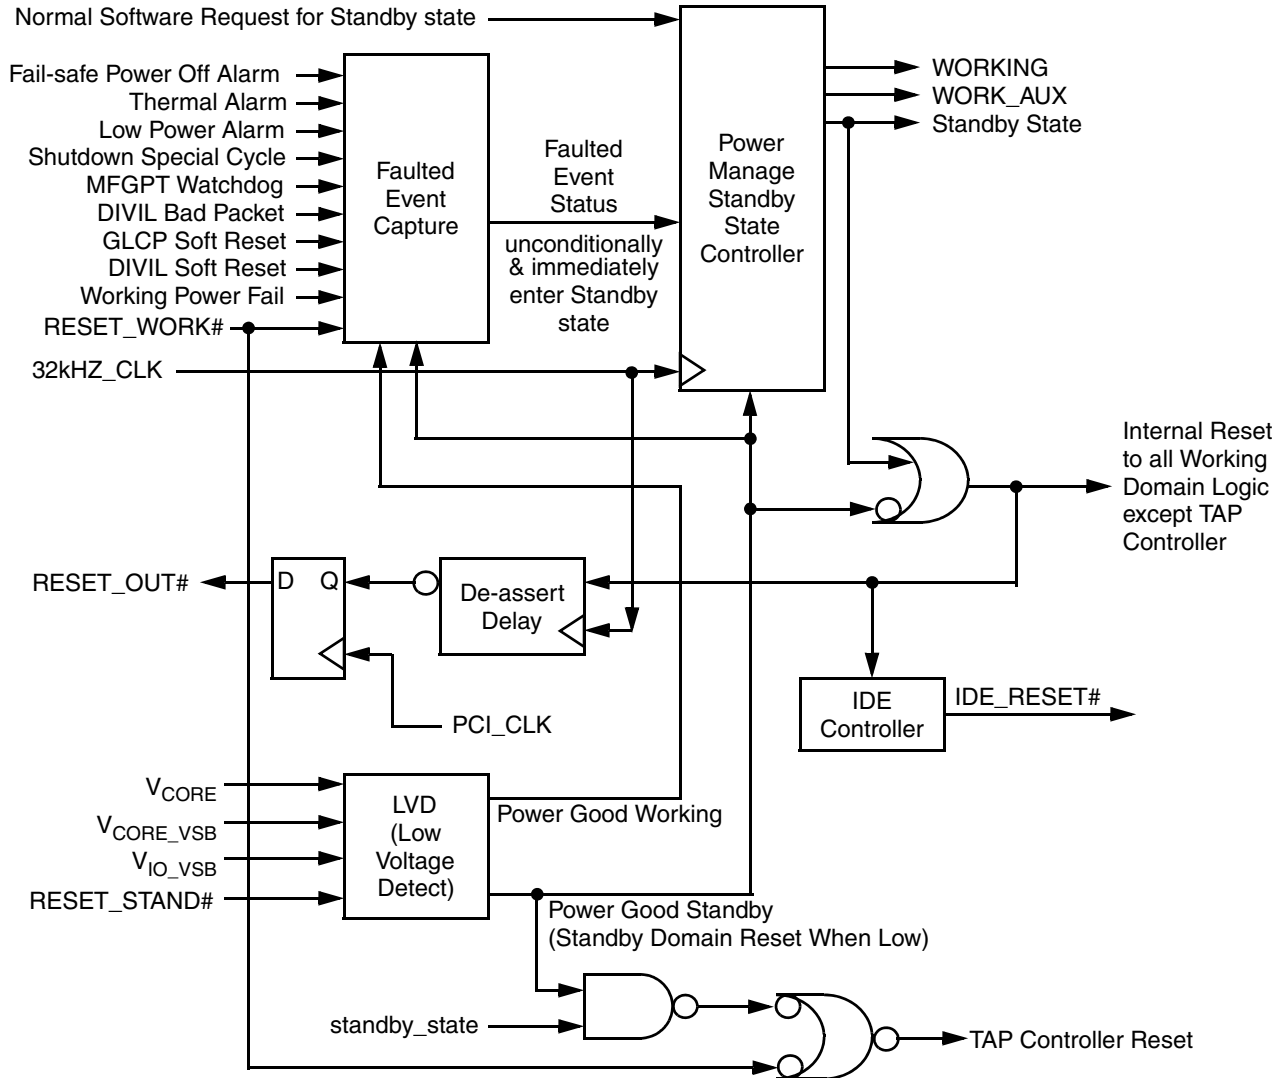 Normal Software Request for Standby state
Fail-safe Power Off Alarm
Thermal Alarm
Low Power Alarm
Shutdown Special Cycle
MFGPT Watchdog
DIVIL Bad Packet
GLCP Soft Reset
DIVIL Soft Reset
Working Power Fail
RESET_WORK#
32kHZ_CLK
Faulted
Event
Capture
Faulted
Event
Status
unconditionally
& immediately
enter Standby
state
Power
Manage
Standby
State
Controller
WORKING
WORK_AUX
Standby State
Internal Reset
to all Working
Domain Logic
except TAP
Controller
RESET_OUT#
D Q
De-assert
Delay
PCI_CLK
IDE
Controller
IDE_RESET#
VCORE
VCORE_VSB
VIO_VSB
RESET_STAND#
LVD
(Low
Voltage
Detect)
Power Good Working
Power Good Standby
(Standby Domain Reset When Low)
standby_state
TAP Controller Reset